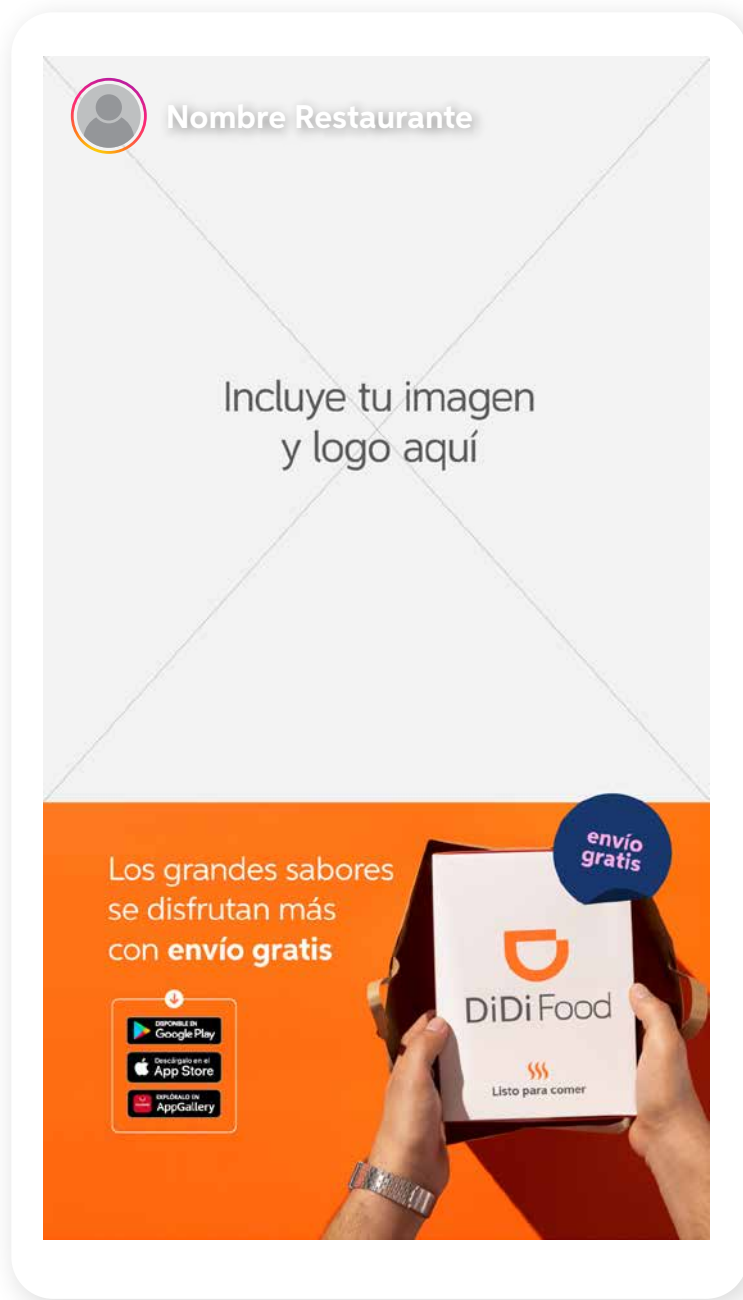 Nombre Restaurante
Incluye tu imagen
y logo aquí
envío
gratis
Los grandes sabores
se disfrutan más
con envío gratis
DISPONIBLE EN
Google Play
Descárgalo en el
App Store
EXPLÓRALO EN
AppGallery
DiDi Food
Listo para comer